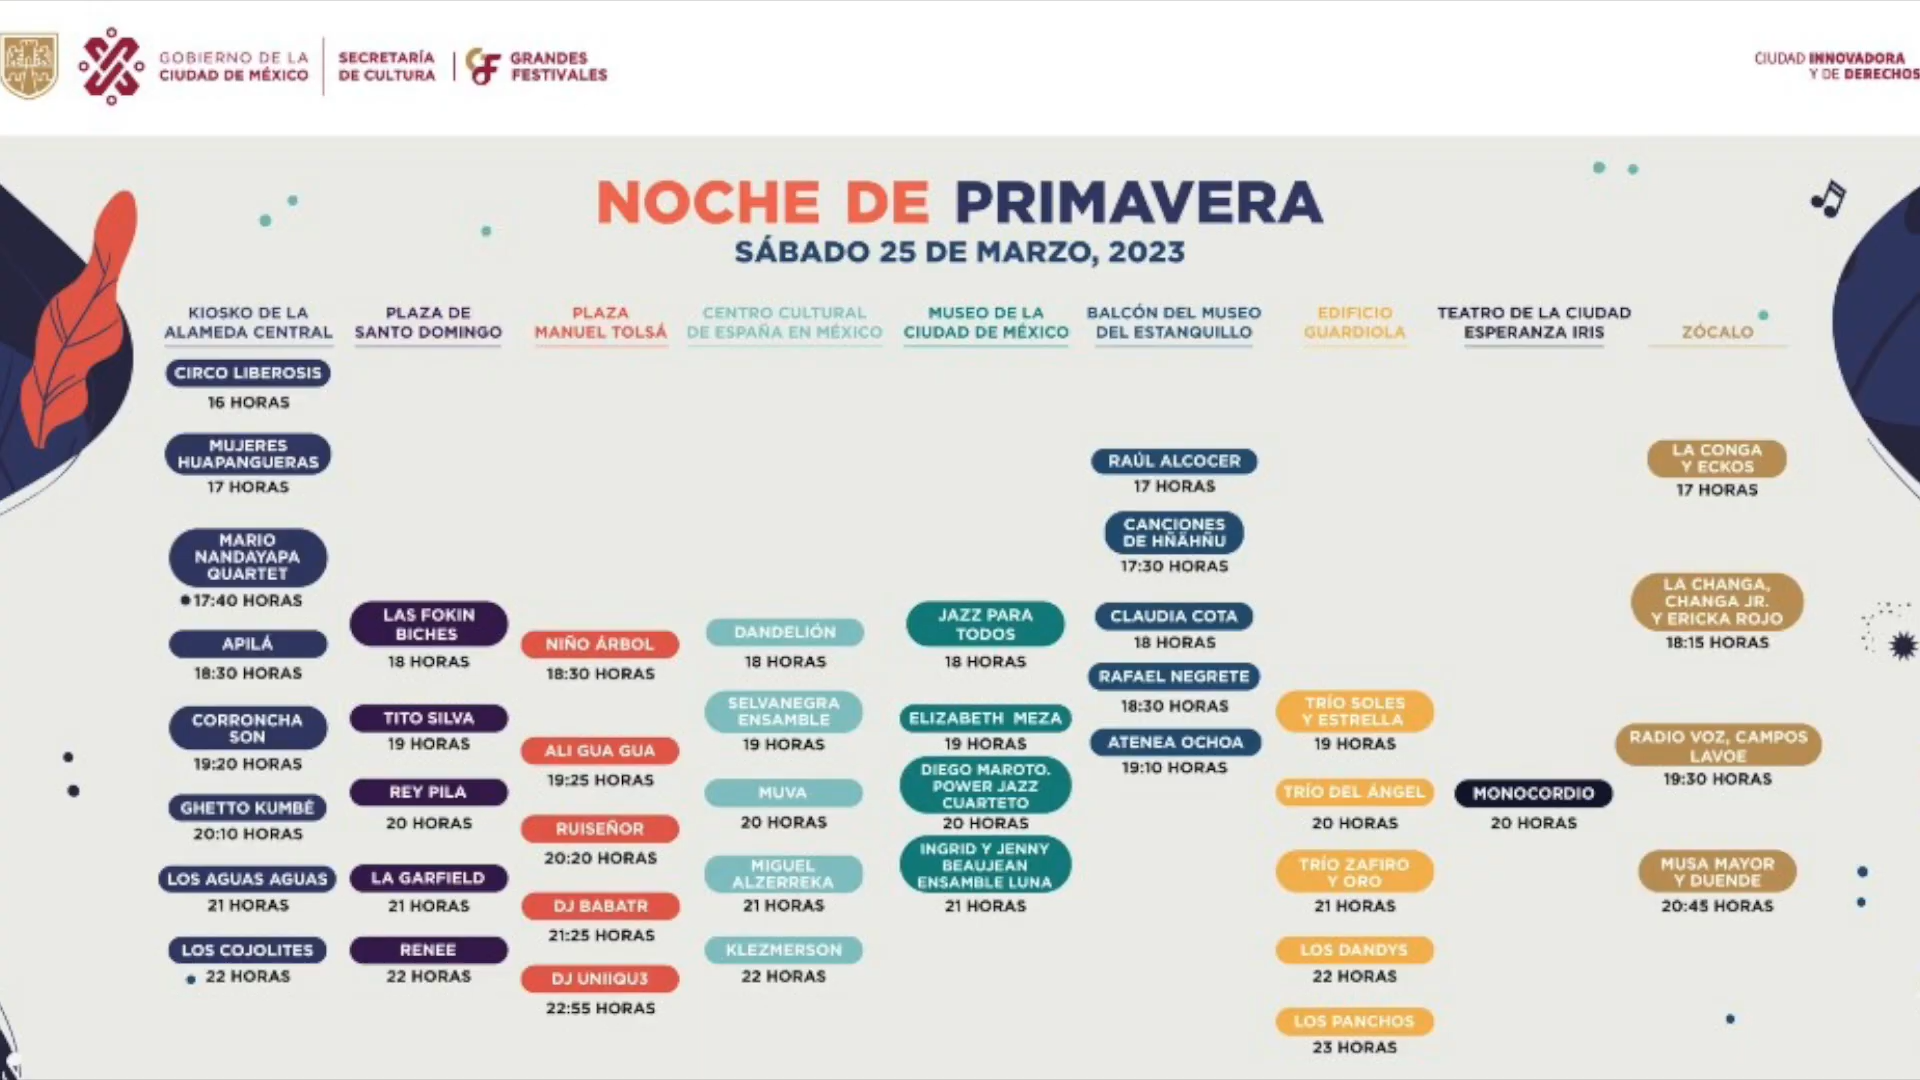 GOBIERNO DE LA
CIUDAD DE MÉXICO
SECRETARÍA
DE CULTURA
GRANDES
FESTIVALES
CIUDAD INNOVADORA
Y DE DERECHOS
NOCHE DE PRIMAVERA
SÁBADO 25 DE MARZO, 2023
KIOSKO DE LA
ALAMEDA CENTRAL
CIRCO LIBEROSIS
16 HORAS
MUJERES
HUAPANGUERAS
17 HORAS
MARIO
NANDAYAPA
QUARTET
17:40 HORAS
APILÁ
18:30 HORAS
CORRONCHA
SON
19:20 HORAS
GHETTO KUMBÉ
20:10 HORAS
LOS AGUAS AGUAS
21 HORAS
LOS COJOLITES
22 HORAS
PLAZA DE
SANTO DOMINGO
LAS FOKIN
BICHES
18 HORAS
TITO SILVA
19 HORAS
REY PILA
20 HORAS
LA GARFIELD
21 HORAS
RENEE
22 HORAS
PLAZA
MANUEL TOLSÁ
NIÑO ÁRBOL
18:30 HORAS
ALI GUA GUA
19:25 HORAS
RUISEÑOR
20:20 HORAS
DJ BABATR
21:25 HORAS
DJ UNIIQU3
22:55 HORAS
CENTRO CULTURAL
DE ESPAÑA EN MÉXICO
DANDELIÓN
18 HORAS
SELVANEGRA
ENSAMBLE
19 HORAS
MUVA
20 HORAS
MIGUEL
ALZERREKA
21 HORAS
KLEZMERSON
22 HORAS
MUSEO DE LA
CIUDAD DE MÉXICO
JAZZ PARA
TODOS
18 HORAS
ELIZABETH MEZA
19 HORAS
DIEGO MAROTO.
POWER JAZZ
CUARTETO
20 HORAS
INGRID Y JENNY
BEAUJEAN
ENSAMBLE LUNA
21 HORAS
BALCÓN DEL MUSEO
DEL ESTANQUILLO
RAÚL ALCOCER
17 HORAS
CANCIONES
DE HÑÄHÑU
17:30 HORAS
CLAUDIA COTA
18 HORAS
RAFAEL NEGRETE
18:30 HORAS
ATENEA OCHOA
19:10 HORAS
EDIFICIO
GUARDIOLA
TRÍO SOLES
Y ESTRELLA
19 HORAS
TRÍO DEL ÁNGEL
20 HORAS
TRÍO ZAFIRO
Y ORO
21 HORAS
LOS DANDYS
22 HORAS
LOS PANCHOS
23 HORAS
TEATRO DE LA CIUDAD
ESPERANZA IRIS
MONOCORDIO
20 HORAS
ZÓCALO
LA CONGA
Y ECKOS
17 HORAS
LA CHANGA,
CHANGA JR.
Y ERICKA ROJO
18:15 HORAS
RADIO VOZ, CAMPOS
LAVOE
19:30 HORAS
MUSA MAYOR
Y DUENDE
20:45 HORAS